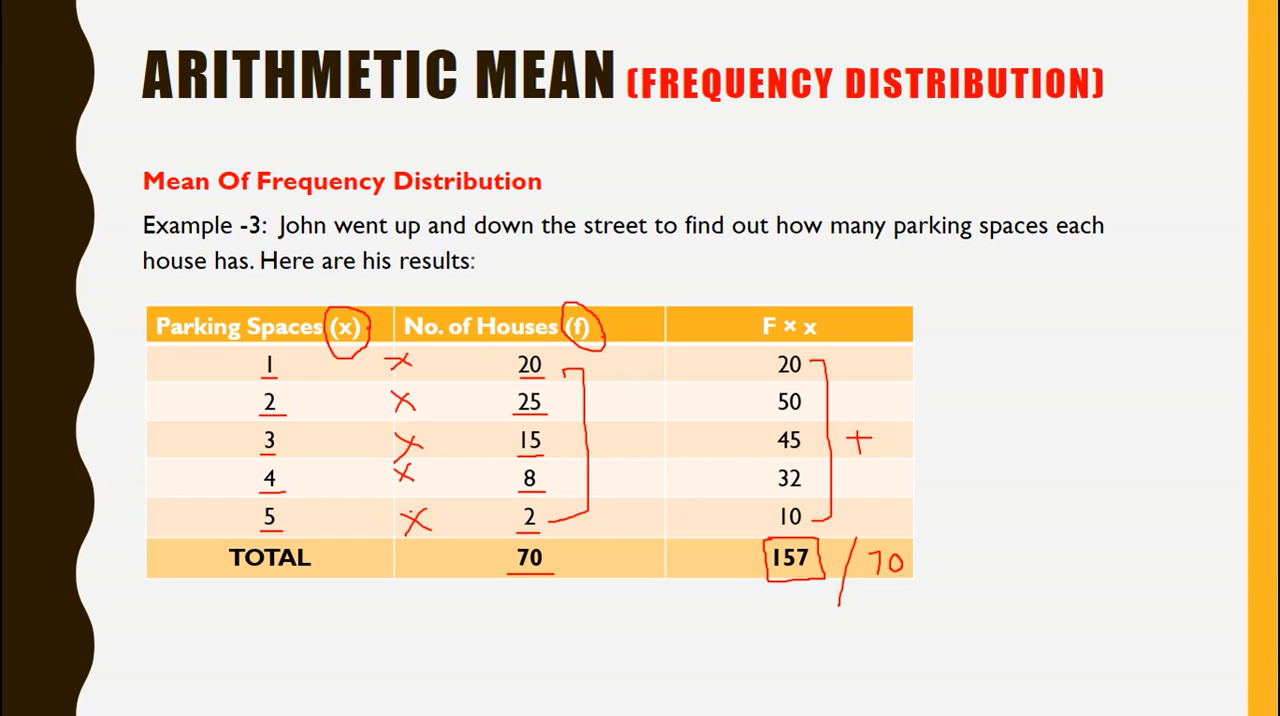 ARITHMETIC MEAN (FREQUENCY DISTRIBUTION)
Mean Of Frequency Distribution
Example -3: John went up and down the street to find out how many parking spaces each
house has. Here are his results:
Parking Spaces (x) No. of Houses (f) F × x
1 × 20 20
2 × 25 50
3 × 15 45 +
4 × 8 32
5 × 2 10
TOTAL 70 157 / 70